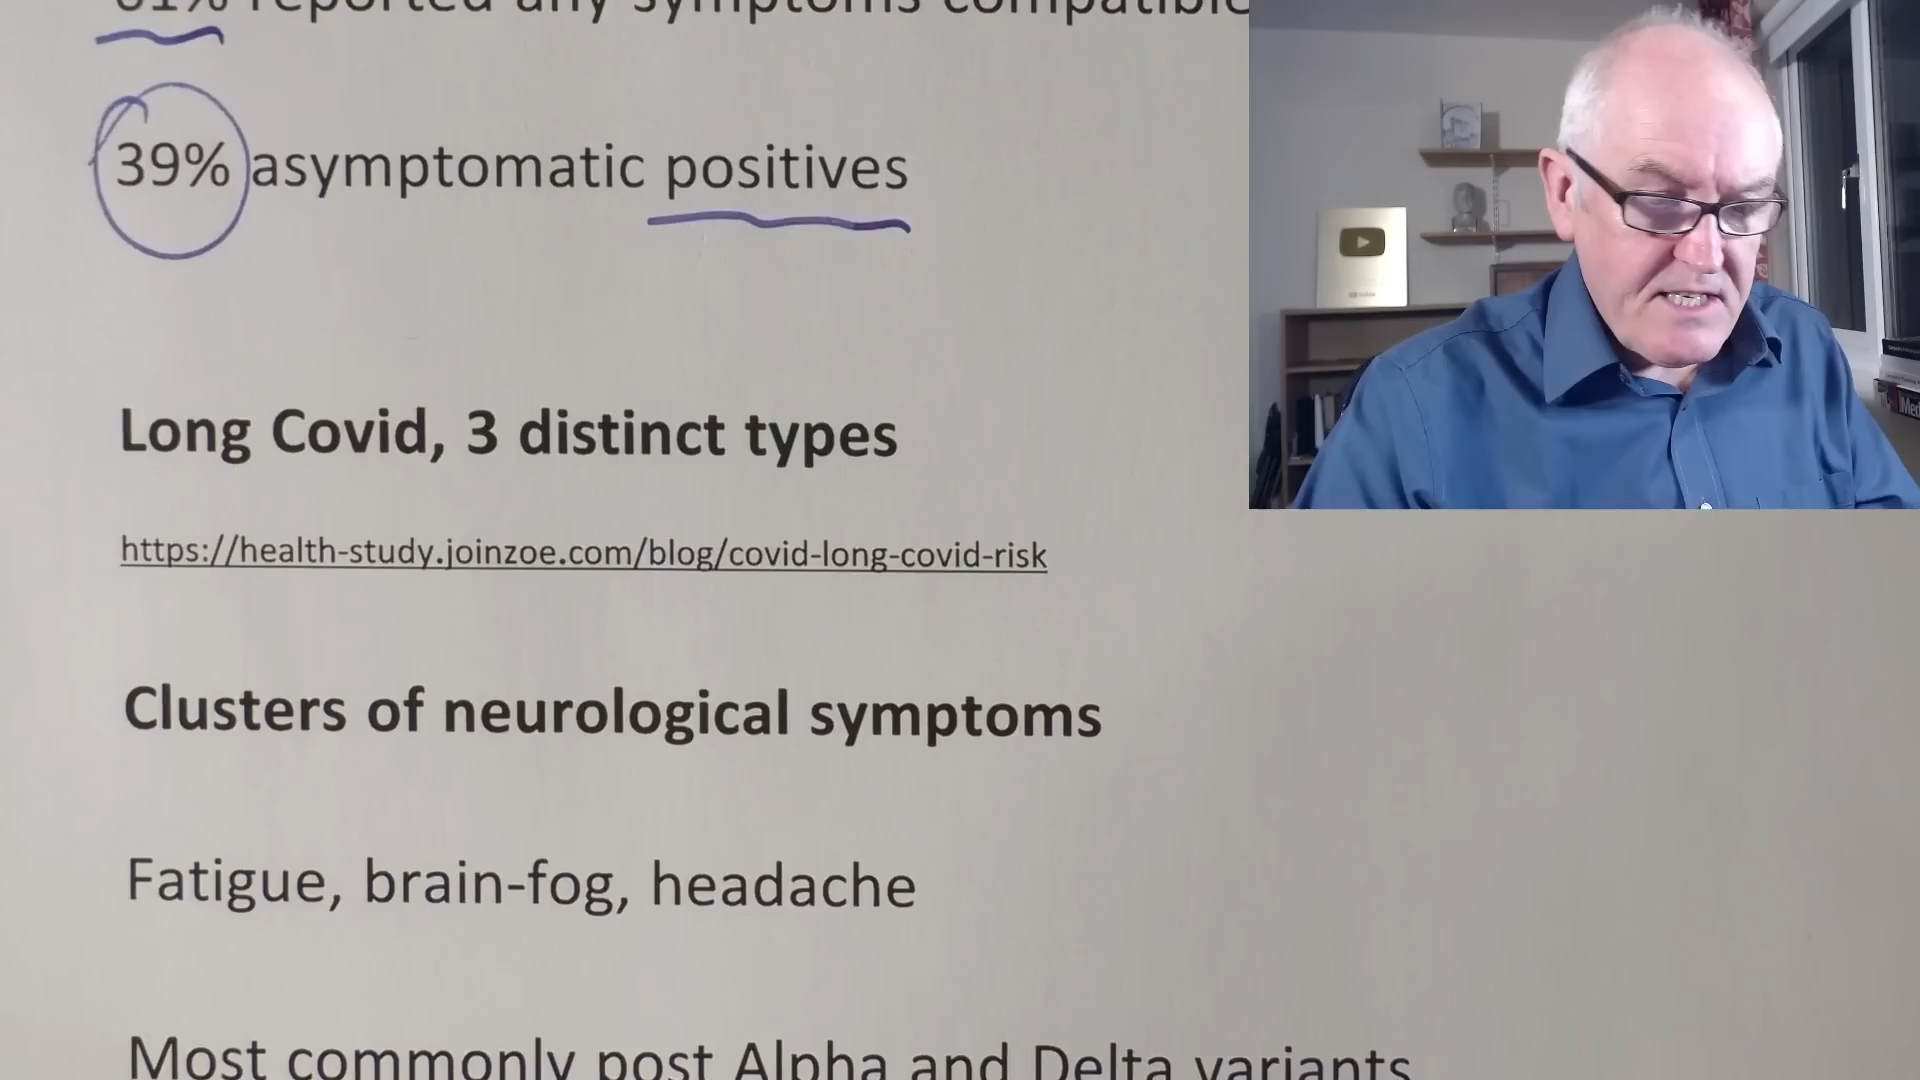 61% reported any symptoms compatible
39% asymptomatic positives
Long Covid, 3 distinct types
https://health-study.joinzoe.com/blog/covid-long-covid-risk
Clusters of neurological symptoms
Fatigue, brain-fog, headache
Most commonly post Alpha and Delta variants